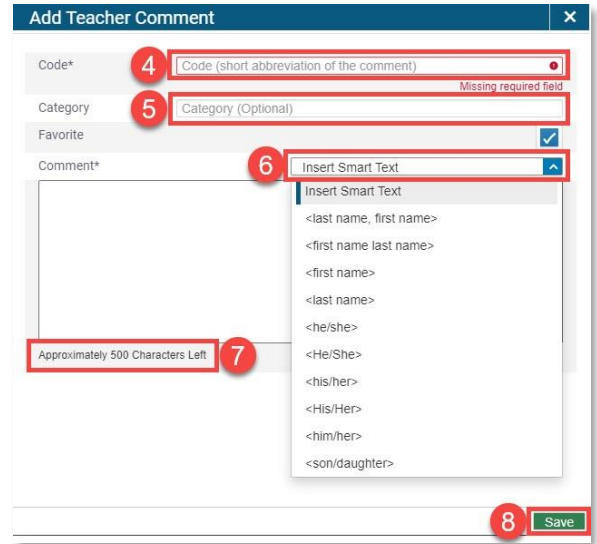 Add Teacher Comment ×
Code* 4 Code (short abbreviation of the comment)
Missing required field
Category 5 Category (Optional)
Favorite
Comment* 6 Insert Smart Text
Insert Smart Text
<last name, first name>
<first name last name>
<first name>
<last name>
<he/she>
<He/She>
<his/her>
<His/Her>
<him/her>
<son/daughter>
Approximately 500 Characters Left 7
8 Save